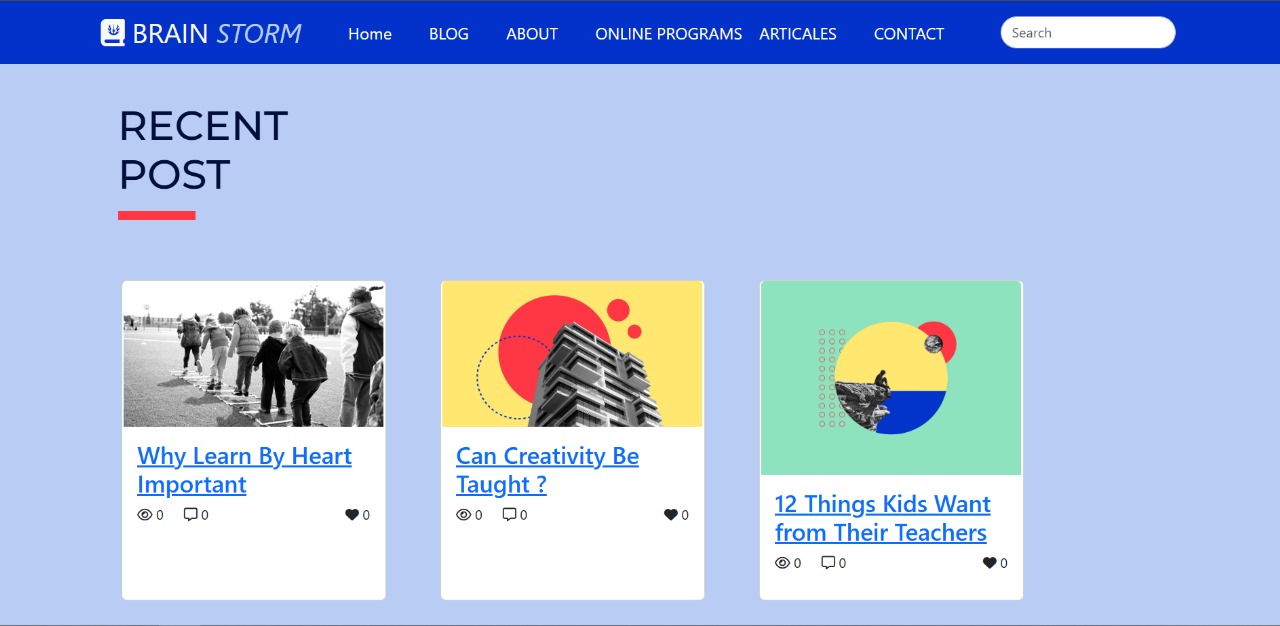 BRAIN STORM Home BLOG ABOUT ONLINE PROGRAMS ARTICALES CONTACT Search
RECENT
POST
Why Learn By Heart
Important
0 0 0
Can Creativity Be
Taught ?
0 0 0
12 Things Kids Want
from Their Teachers
0 0 0